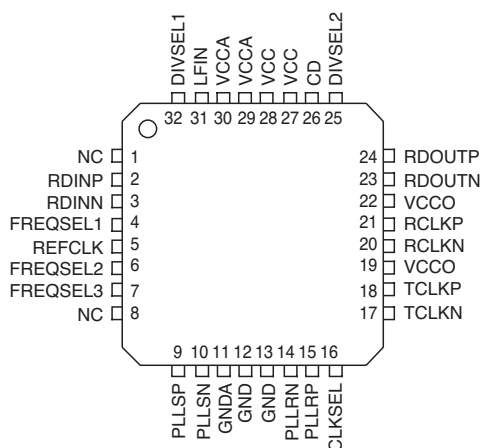 DIVSEL1
LFIN
VCCA
VCCA
VCC
VCC
CD
DIVSEL2
32 31 30 29 28 27 26 25
NC 1
RDINP 2
RDINN 3
FREQSEL1 4
REFCLK 5
FREQSEL2 6
FREQSEL3 7
NC 8
24 RDOUTP
23 RDOUTN
22 VCCO
21 RCLKP
20 RCLKN
19 VCCO
18 TCLKP
17 TCLKN
9 10 11 12 13 14 15 16
PLLSP
PLLSN
GNDA
GND
GND
PLLRN
PLLRP
CLKSEL